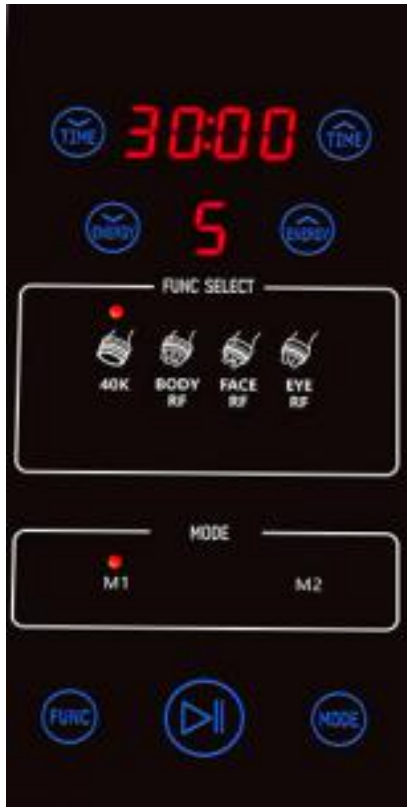 TIME 30:00 TIME
ENERGY 5 ENERGY
FUNC SELECT
40K BODY RF FACE RF EYE RF
MODE
M1 M2
FUNC MODE